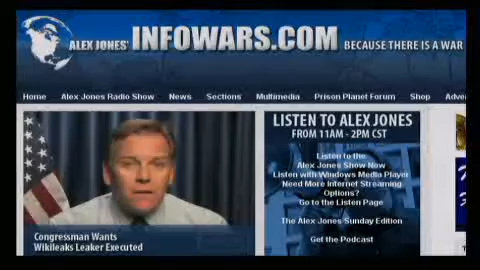 ALEX JONES' INFOWARS.COM BECAUSE THERE IS A WAR
Home Alex Jones Radio Show News Sections Multimedia Prison Planet Forum Shop Adve
LISTEN TO ALEX JONES
FROM 11AM - 2PM CST
Listen to the
Alex Jones Show Now
Listen with Windows Media Player
Need More Internet Streaming
Options?
Go to the Listen Page
The Alex Jones Sunday Edition
Get the Podcast
Congressman Wants
Wikileaks Leaker Executed